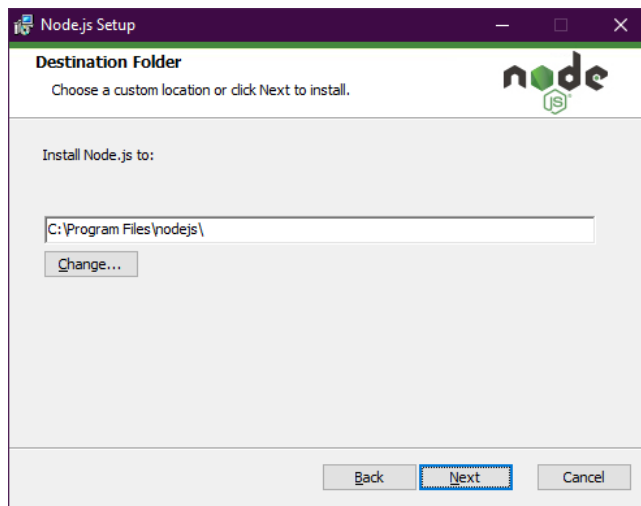 Node.js Setup
Destination Folder
Choose a custom location or click Next to install.
node
JS
Install Node.js to:
C:\Program Files\nodejs\
Change...
Back Next Cancel